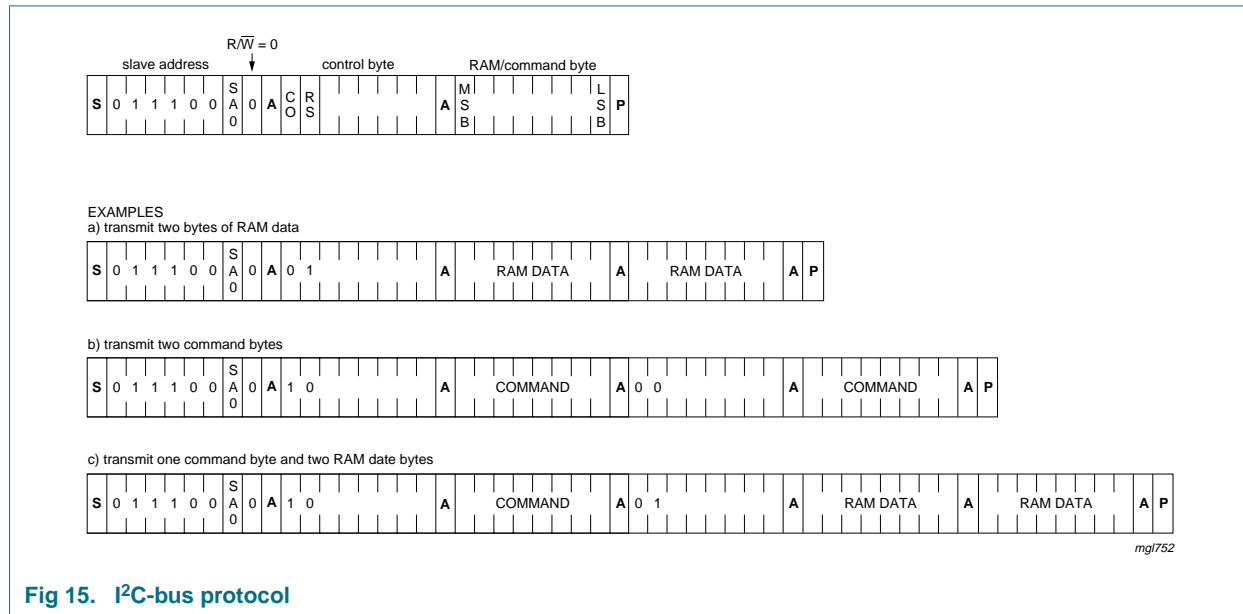 R/W = 0
slave address control byte RAM/command byte
S 0 1 1 1 0 0 SA0 0 A CO RS A MSB LSB P
EXAMPLES
a) transmit two bytes of RAM data
S 0 1 1 1 0 0 SA0 0 A 0 1 A RAM DATA A RAM DATA A P
b) transmit two command bytes
S 0 1 1 1 0 0 SA0 0 A 1 0 A COMMAND A 0 0 A COMMAND A P
c) transmit one command byte and two RAM date bytes
S 0 1 1 1 0 0 SA0 0 A 1 0 A COMMAND A 0 1 A RAM DATA A RAM DATA A P
mgl752
Fig 15. I²C-bus protocol